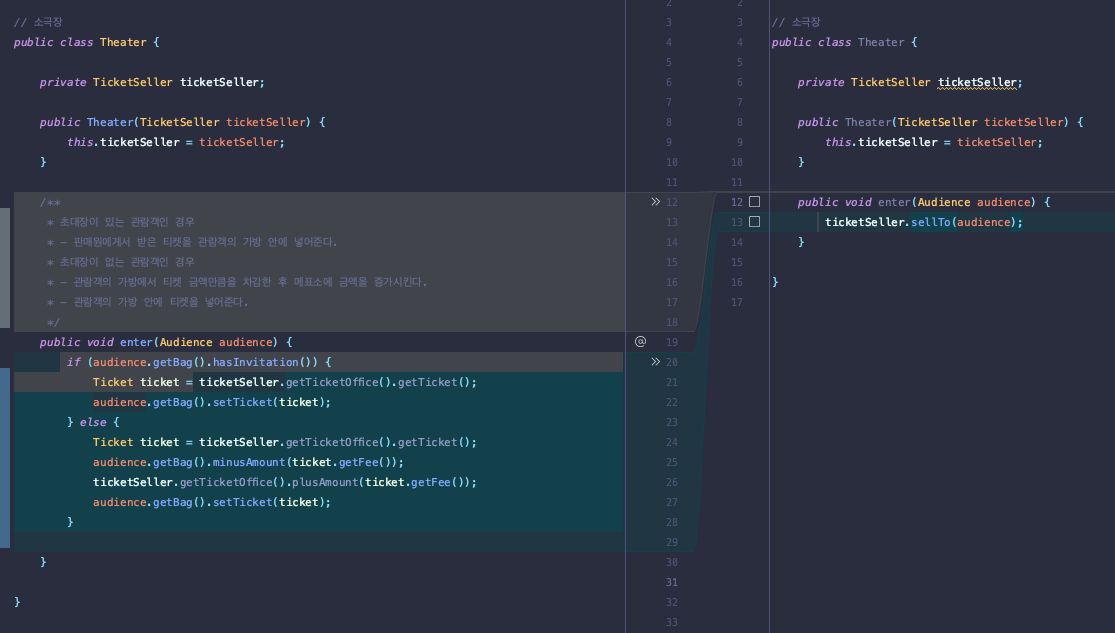 // 소극장
public class Theater {
private TicketSeller ticketSeller;
public Theater(TicketSeller ticketSeller) {
this.ticketSeller = ticketSeller;
}
/**
* 초대장이 있는 관람객인 경우
* - 판매원에게서 받은 티켓을 관람객의 가방 안에 넣어준다.
* 초대장이 없는 관람객인 경우
* - 관람객의 가방에서 티켓 금액만큼을 차감한 후 매표소에 금액을 증가시킨다.
* - 관람객의 가방 안에 티켓을 넣어준다.
*/
public void enter(Audience audience) {
if (audience.getBag().hasInvitation()) {
Ticket ticket = ticketSeller.getTicketOffice().getTicket();
audience.getBag().setTicket(ticket);
} else {
Ticket ticket = ticketSeller.getTicketOffice().getTicket();
audience.getBag().minusAmount(ticket.getFee());
ticketSeller.getTicketOffice().plusAmount(ticket.getFee());
audience.getBag().setTicket(ticket);
}
}
}
2
3
4
5
6
7
8
9
10
11
» 12
13
14
15
16
17
18
@ 19
» 20
21
22
23
24
25
26
27
28
29
30
31
32
33
2
3 // 소극장
4 public class Theater {
5
6 private TicketSeller ticketSeller;
7
8 public Theater(TicketSeller ticketSeller) {
9 this.ticketSeller = ticketSeller;
10 }
11
12 public void enter(Audience audience) {
13 ticketSeller.sellTo(audience);
14 }
15
16 }
17